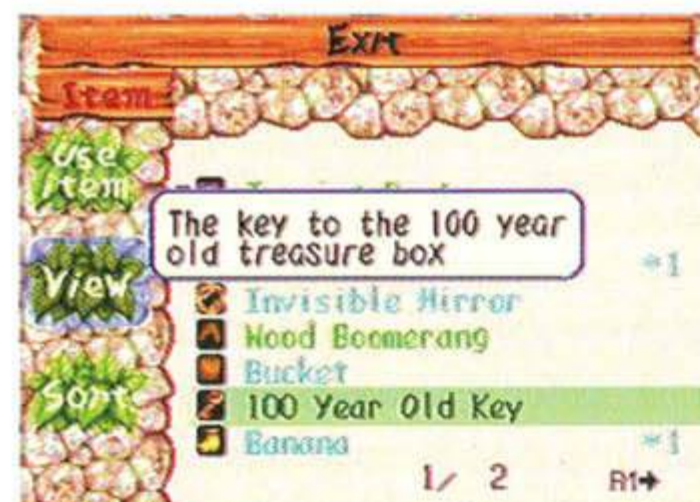 Exit
Item
Use
item
The key to the 100 year
old treasure box
View
*1
Invisible Mirror
Wood Boomerang
Bucket
Sort
100 Year Old Key
Banana *1
1/ 2 R1→